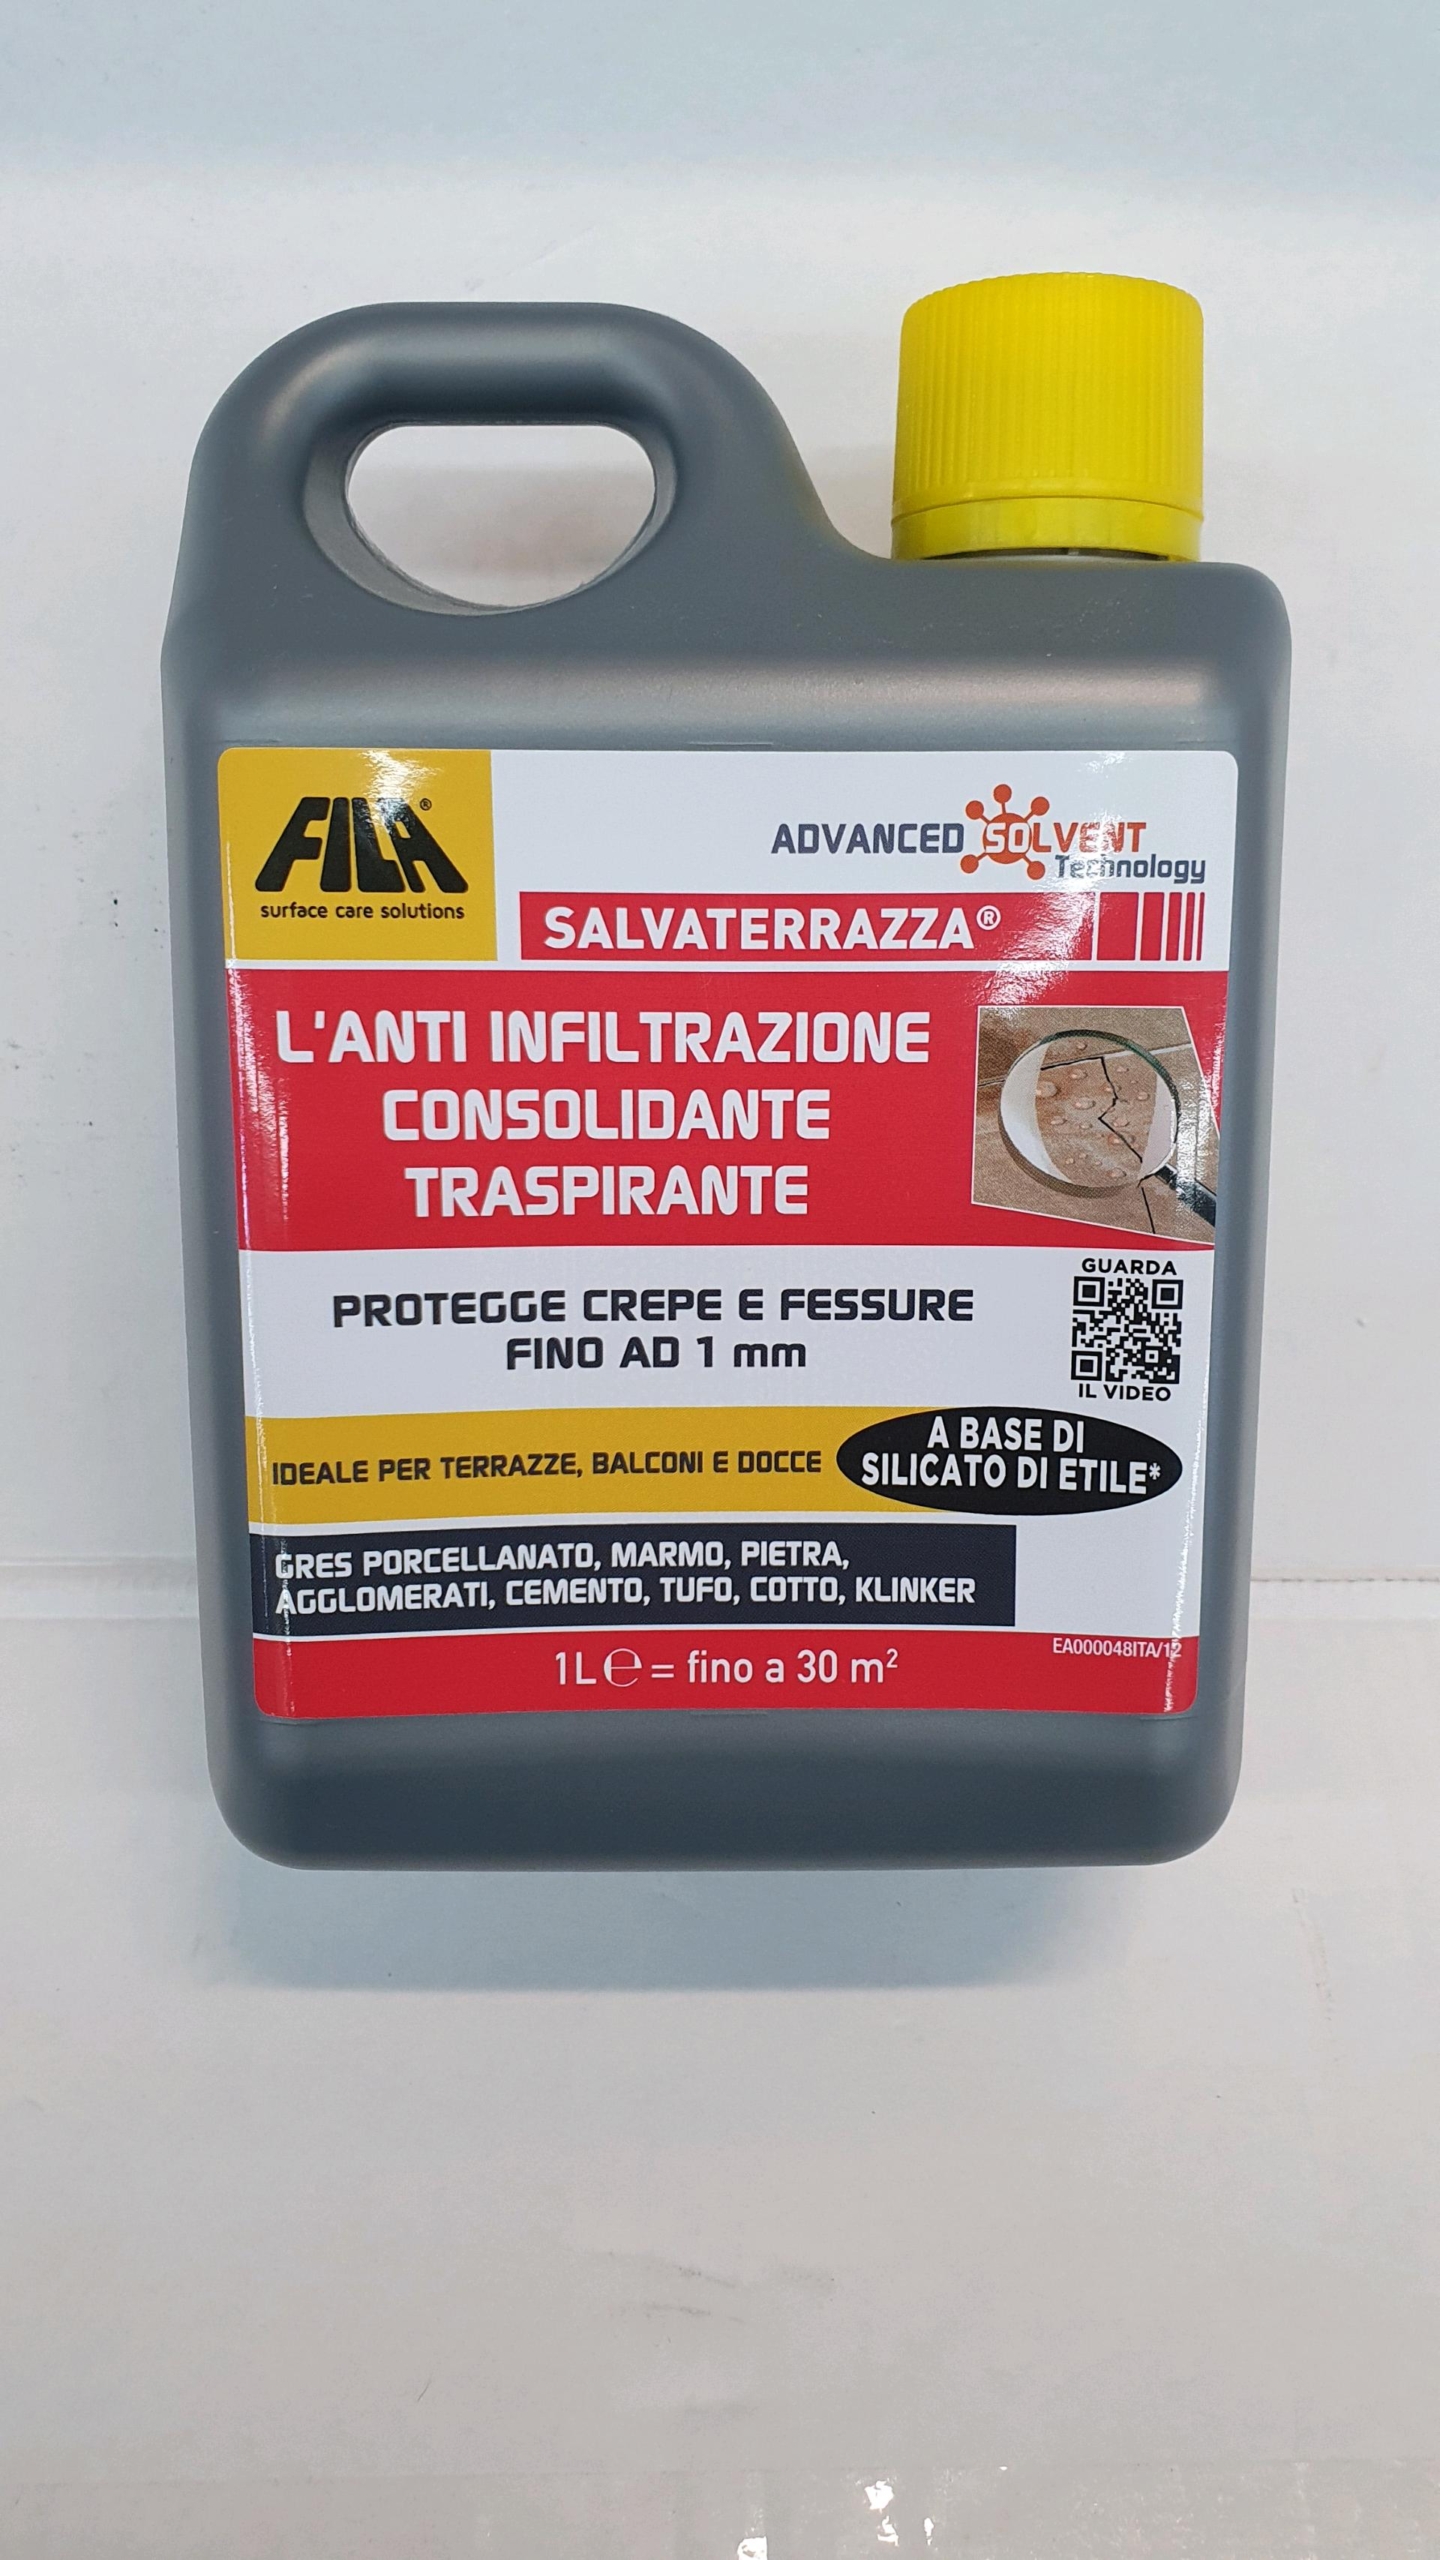 FILA®
surface care solutions
ADVANCED SOLVENT
Technology
SALVATERRAZZA®
L'ANTI INFILTRAZIONE
CONSOLIDANTE
TRASPIRANTE
PROTEGGE CREPE E FESSURE
FINO AD 1 mm
GUARDA
IL VIDEO
IDEALE PER TERRAZZE, BALCONI E DOCCE
A BASE DI
SILICATO DI ETILE*
GRES PORCELLANATO, MARMO, PIETRA,
AGGLOMERATI, CEMENTO, TUFO, COTTO, KLINKER
EA000048ITA/12
1L ℮ = fino a 30 m²